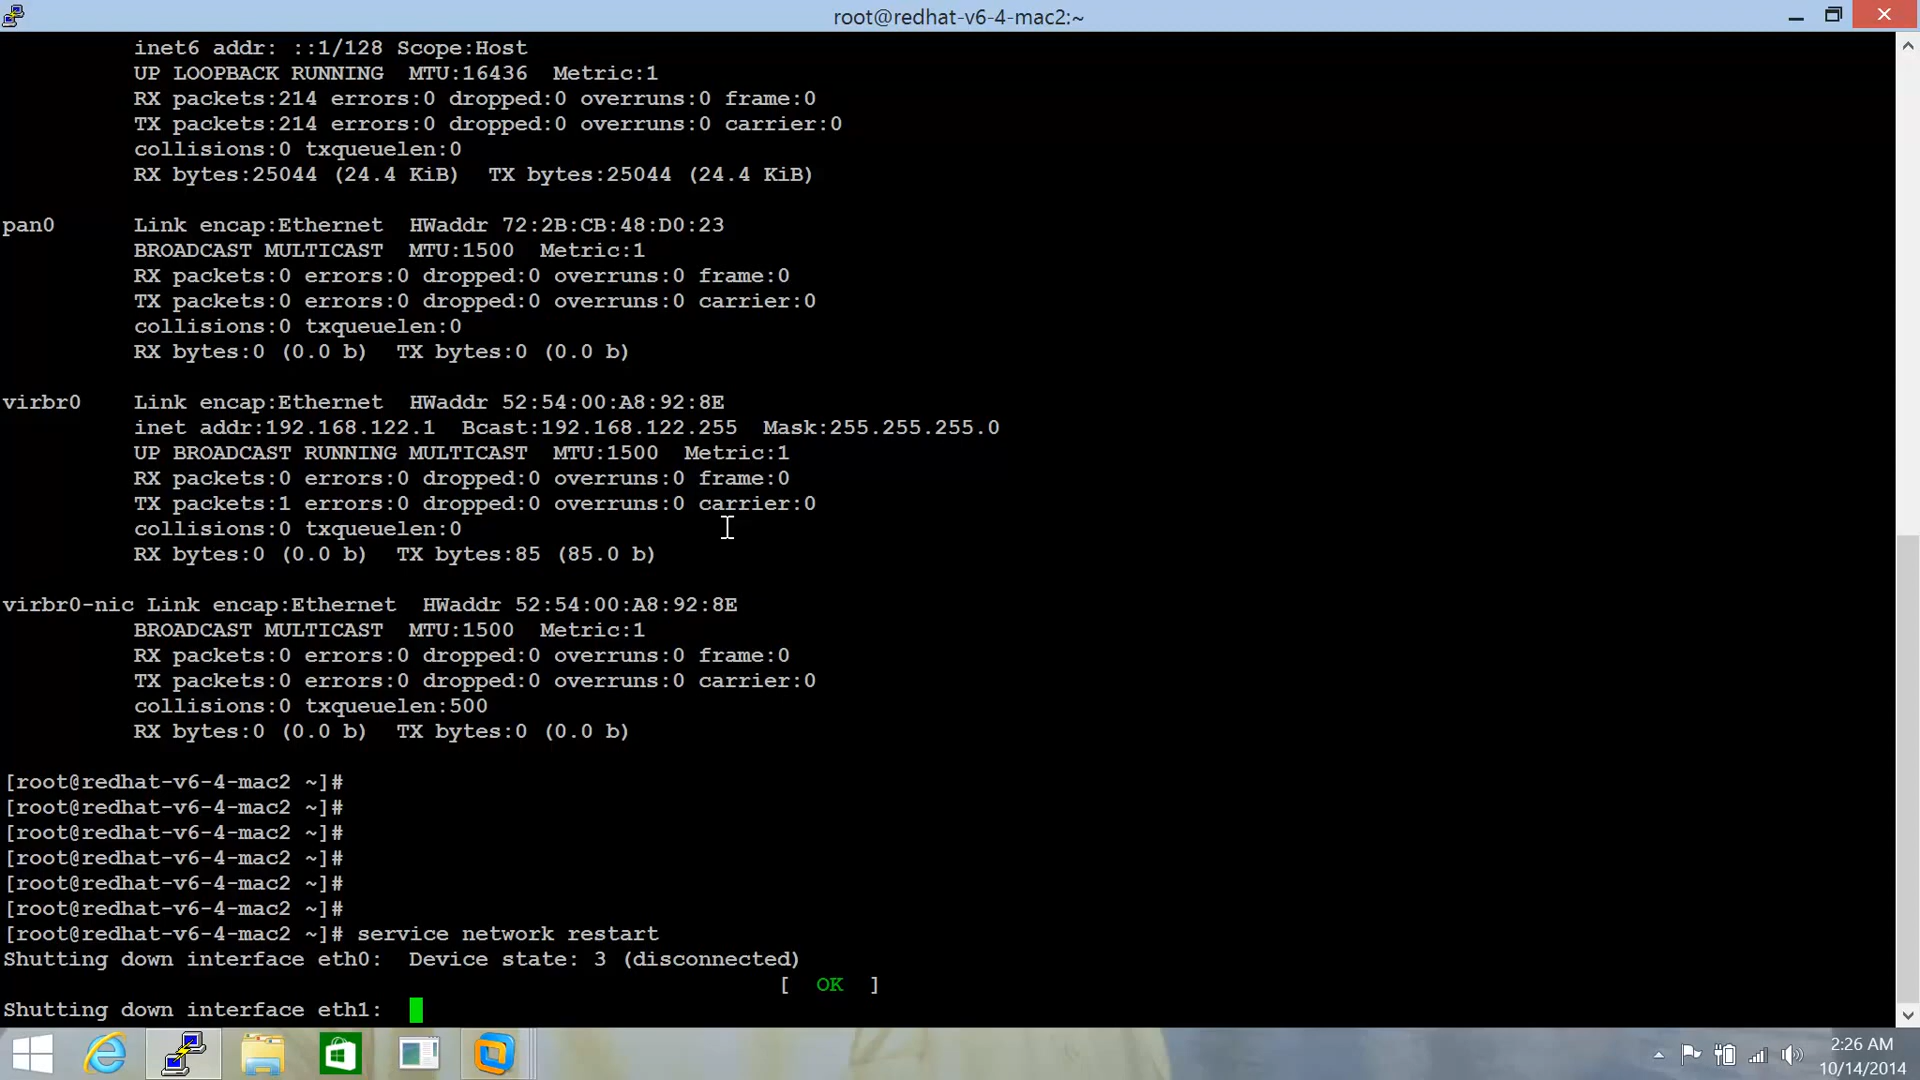 root@redhat-v6-4-mac2:~
inet6 addr: ::1/128 Scope:Host
UP LOOPBACK RUNNING  MTU:16436  Metric:1
RX packets:214 errors:0 dropped:0 overruns:0 frame:0
TX packets:214 errors:0 dropped:0 overruns:0 carrier:0
collisions:0 txqueuelen:0
RX bytes:25044 (24.4 KiB)  TX bytes:25044 (24.4 KiB)
pan0      Link encap:Ethernet  HWaddr 72:2B:CB:48:D0:23
BROADCAST MULTICAST  MTU:1500  Metric:1
RX packets:0 errors:0 dropped:0 overruns:0 frame:0
TX packets:0 errors:0 dropped:0 overruns:0 carrier:0
collisions:0 txqueuelen:0
RX bytes:0 (0.0 b)  TX bytes:0 (0.0 b)
virbr0    Link encap:Ethernet  HWaddr 52:54:00:A8:92:8E
inet addr:192.168.122.1  Bcast:192.168.122.255  Mask:255.255.255.0
UP BROADCAST RUNNING MULTICAST  MTU:1500  Metric:1
RX packets:0 errors:0 dropped:0 overruns:0 frame:0
TX packets:1 errors:0 dropped:0 overruns:0 carrier:0
collisions:0 txqueuelen:0
RX bytes:0 (0.0 b)  TX bytes:85 (85.0 b)
virbr0-nic Link encap:Ethernet  HWaddr 52:54:00:A8:92:8E
BROADCAST MULTICAST  MTU:1500  Metric:1
RX packets:0 errors:0 dropped:0 overruns:0 frame:0
TX packets:0 errors:0 dropped:0 overruns:0 carrier:0
collisions:0 txqueuelen:500
RX bytes:0 (0.0 b)  TX bytes:0 (0.0 b)
[root@redhat-v6-4-mac2 ~]#
[root@redhat-v6-4-mac2 ~]#
[root@redhat-v6-4-mac2 ~]#
[root@redhat-v6-4-mac2 ~]#
[root@redhat-v6-4-mac2 ~]#
[root@redhat-v6-4-mac2 ~]#
[root@redhat-v6-4-mac2 ~]# service network restart
Shutting down interface eth0:  Device state: 3 (disconnected)
[  OK  ]
Shutting down interface eth1:
2:26 AM
10/14/2014